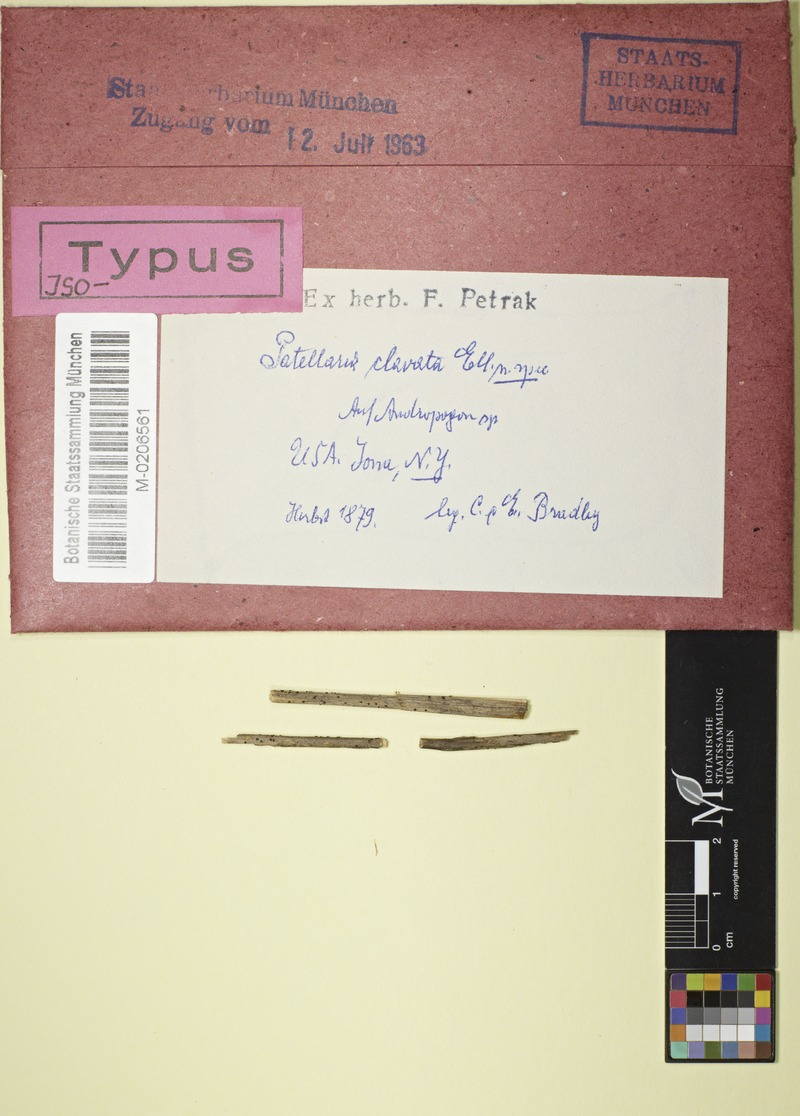 Staatsherbarium München
Zugang vom 12. Juli 1963
STAATS-
HERBARIUM
MÜNCHEN
Typus
ISO-
Ex herb. F. Petrak
Patellaria clavata Ell. n. spec
Auf Andropogon sp
USA. Iona, N.Y.
Herbst 1879. leg. C. E. Bradley
Botanische Staatssammlung München
M-0206561
M
BOTANISCHE
STAATSSAMMLUNG
MÜNCHEN
copyright reserved
0 1 2
cm